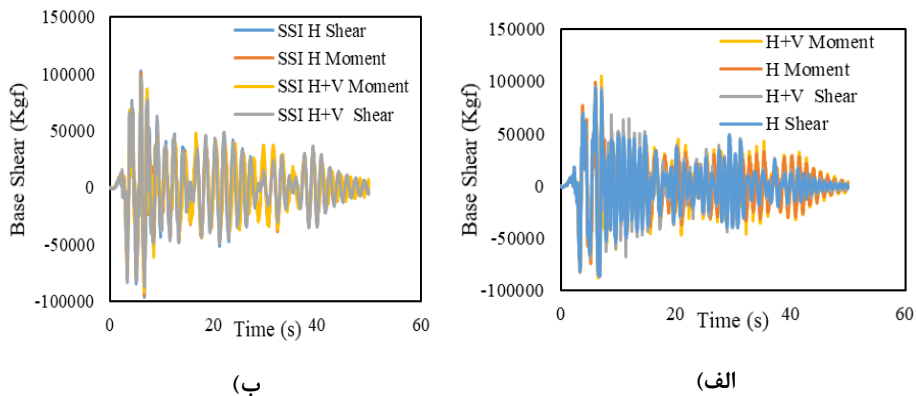 150000
100000
50000
0
-50000
-100000
Base Shear (Kgf)
SSI H Shear
SSI H Moment
SSI H+V Moment
SSI H+V Shear
0
20
40
60
Time (s)
ب)
150000
100000
50000
0
-50000
-100000
Base Shear (Kgf)
H+V Moment
H Moment
H+V Shear
H Shear
0
20
40
60
Time (s)
الف)